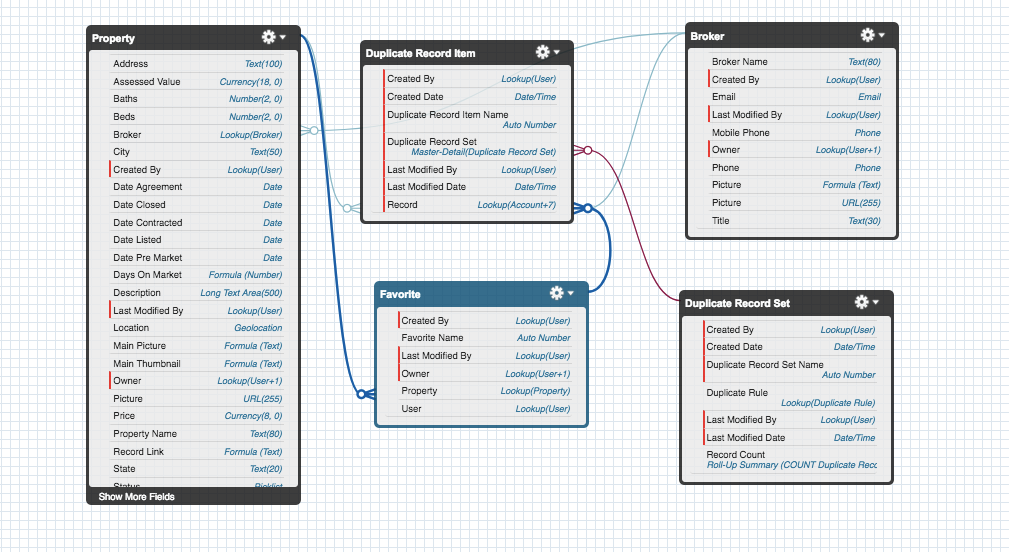 Property
Address Text(100)
Assessed Value Currency(18, 0)
Baths Number(2, 0)
Beds Number(2, 0)
Broker Lookup(Broker)
City Text(50)
Created By Lookup(User)
Date Agreement Date
Date Closed Date
Date Contracted Date
Date Listed Date
Date Pre Market Date
Days On Market Formula (Number)
Description Long Text Area(500)
Last Modified By Lookup(User)
Location Geolocation
Main Picture Formula (Text)
Main Thumbnail Formula (Text)
Owner Lookup(User+1)
Picture URL(255)
Price Currency(8, 0)
Property Name Text(80)
Record Link Formula (Text)
State Text(20)
Status Picklist
Show More Fields
Duplicate Record Item
Created By Lookup(User)
Created Date Date/Time
Duplicate Record Item Name
Auto Number
Duplicate Record Set
Master-Detail(Duplicate Record Set)
Last Modified By Lookup(User)
Last Modified Date Date/Time
Record Lookup(Account+7)
Favorite
Created By Lookup(User)
Favorite Name Auto Number
Last Modified By Lookup(User)
Owner Lookup(User+1)
Property Lookup(Property)
User Lookup(User)
Broker
Broker Name Text(80)
Created By Lookup(User)
Email Email
Last Modified By Lookup(User)
Mobile Phone Phone
Owner Lookup(User+1)
Phone Phone
Picture Formula (Text)
Picture URL(255)
Title Text(30)
Duplicate Record Set
Created By Lookup(User)
Created Date Date/Time
Duplicate Record Set Name
Auto Number
Duplicate Rule
Lookup(Duplicate Rule)
Last Modified By Lookup(User)
Last Modified Date Date/Time
Record Count
Roll-Up Summary (COUNT Duplicate Rec